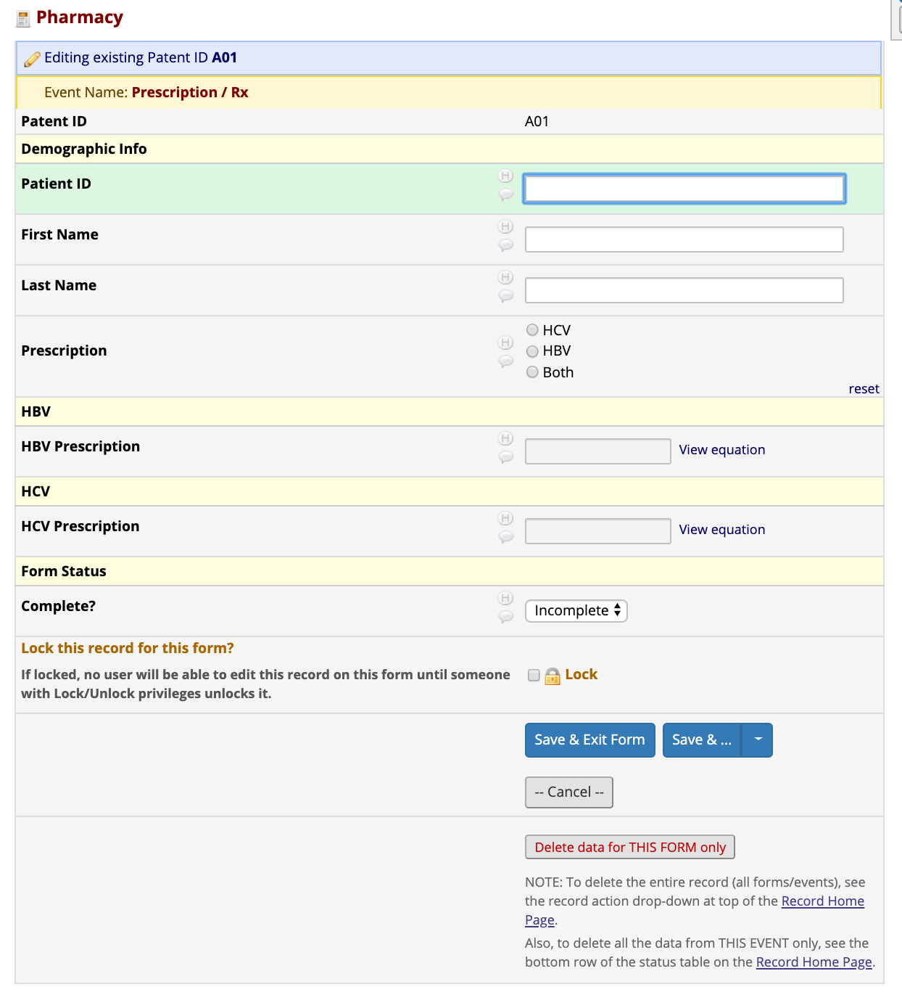 Pharmacy
Editing existing Patent ID A01
Event Name: Prescription / Rx
Patent ID A01
Demographic Info
Patient ID H
First Name H
Last Name H
HCV
Prescription H HBV
Both
reset
HBV
HBV Prescription H View equation
HCV
HCV Prescription H View equation
Form Status
Complete? H Incomplete
Lock this record for this form?
If locked, no user will be able to edit this record on this form until someone Lock
with Lock/Unlock privileges unlocks it.
Save & Exit Form Save & ...
-- Cancel --
Delete data for THIS FORM only
NOTE: To delete the entire record (all forms/events), see
the record action drop-down at top of the Record Home
Page.
Also, to delete all the data from THIS EVENT only, see the
bottom row of the status table on the Record Home Page.